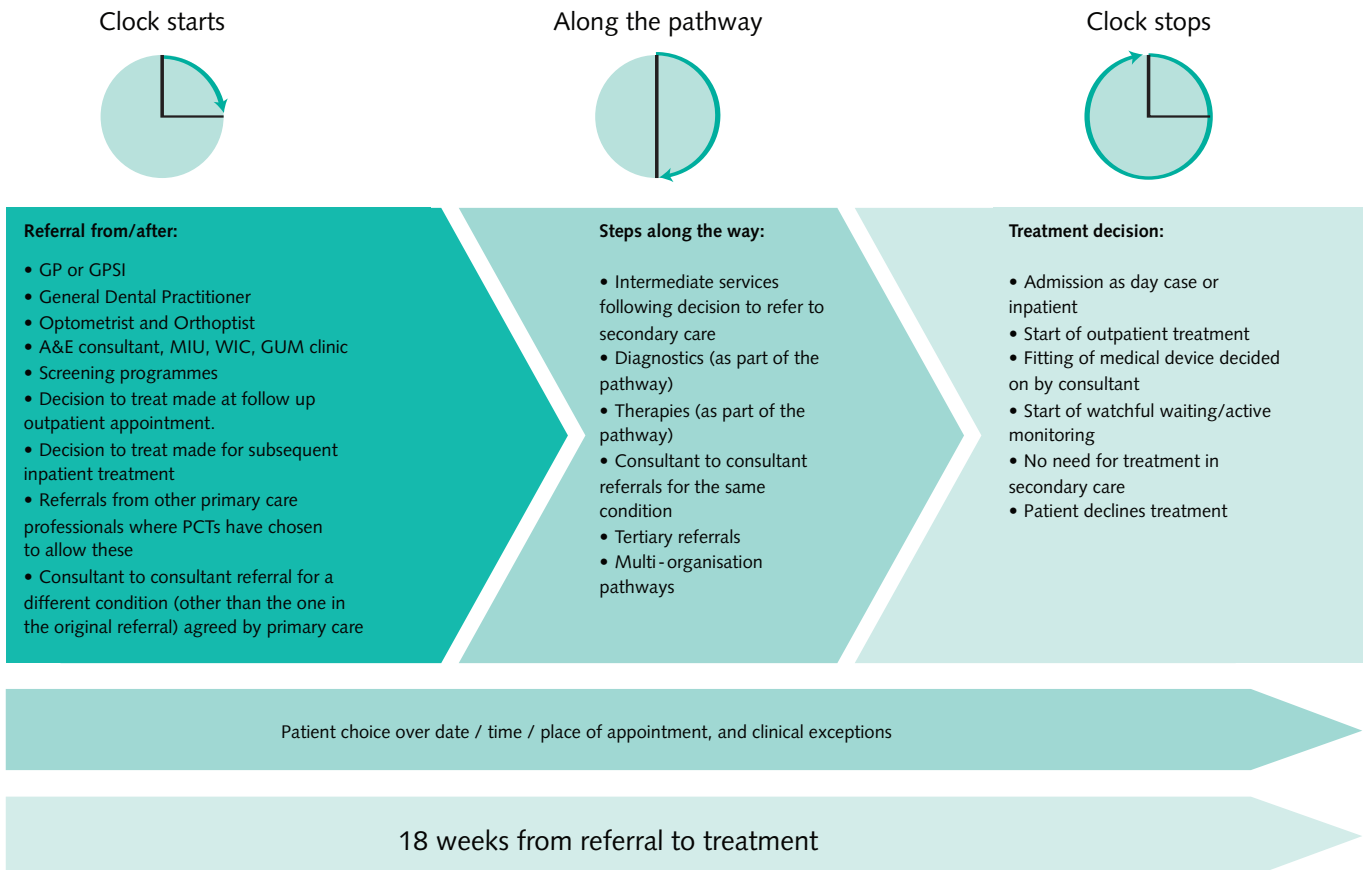 Clock starts
Along the pathway
Clock stops
Referral from/after:
• GP or GPSI
• General Dental Practitioner
• Optometrist and Orthoptist
• A&E consultant, MIU, WIC, GUM clinic
• Screening programmes
• Decision to treat made at follow up
outpatient appointment.
• Decision to treat made for subsequent
inpatient treatment
• Referrals from other primary care
professionals where PCTs have chosen
to allow these
• Consultant to consultant referral for a
different condition (other than the one in
the original referral) agreed by primary care
Steps along the way:
• Intermediate services
following decision to refer to
secondary care
• Diagnostics (as part of the
pathway)
• Therapies (as part of the
pathway)
• Consultant to consultant
referrals for the same
condition
• Tertiary referrals
• Multi-organisation
pathways
Treatment decision:
• Admission as day case or
inpatient
• Start of outpatient treatment
• Fitting of medical device decided
on by consultant
• Start of watchful waiting/active
monitoring
• No need for treatment in
secondary care
• Patient declines treatment
Patient choice over date / time / place of appointment, and clinical exceptions
18 weeks from referral to treatment